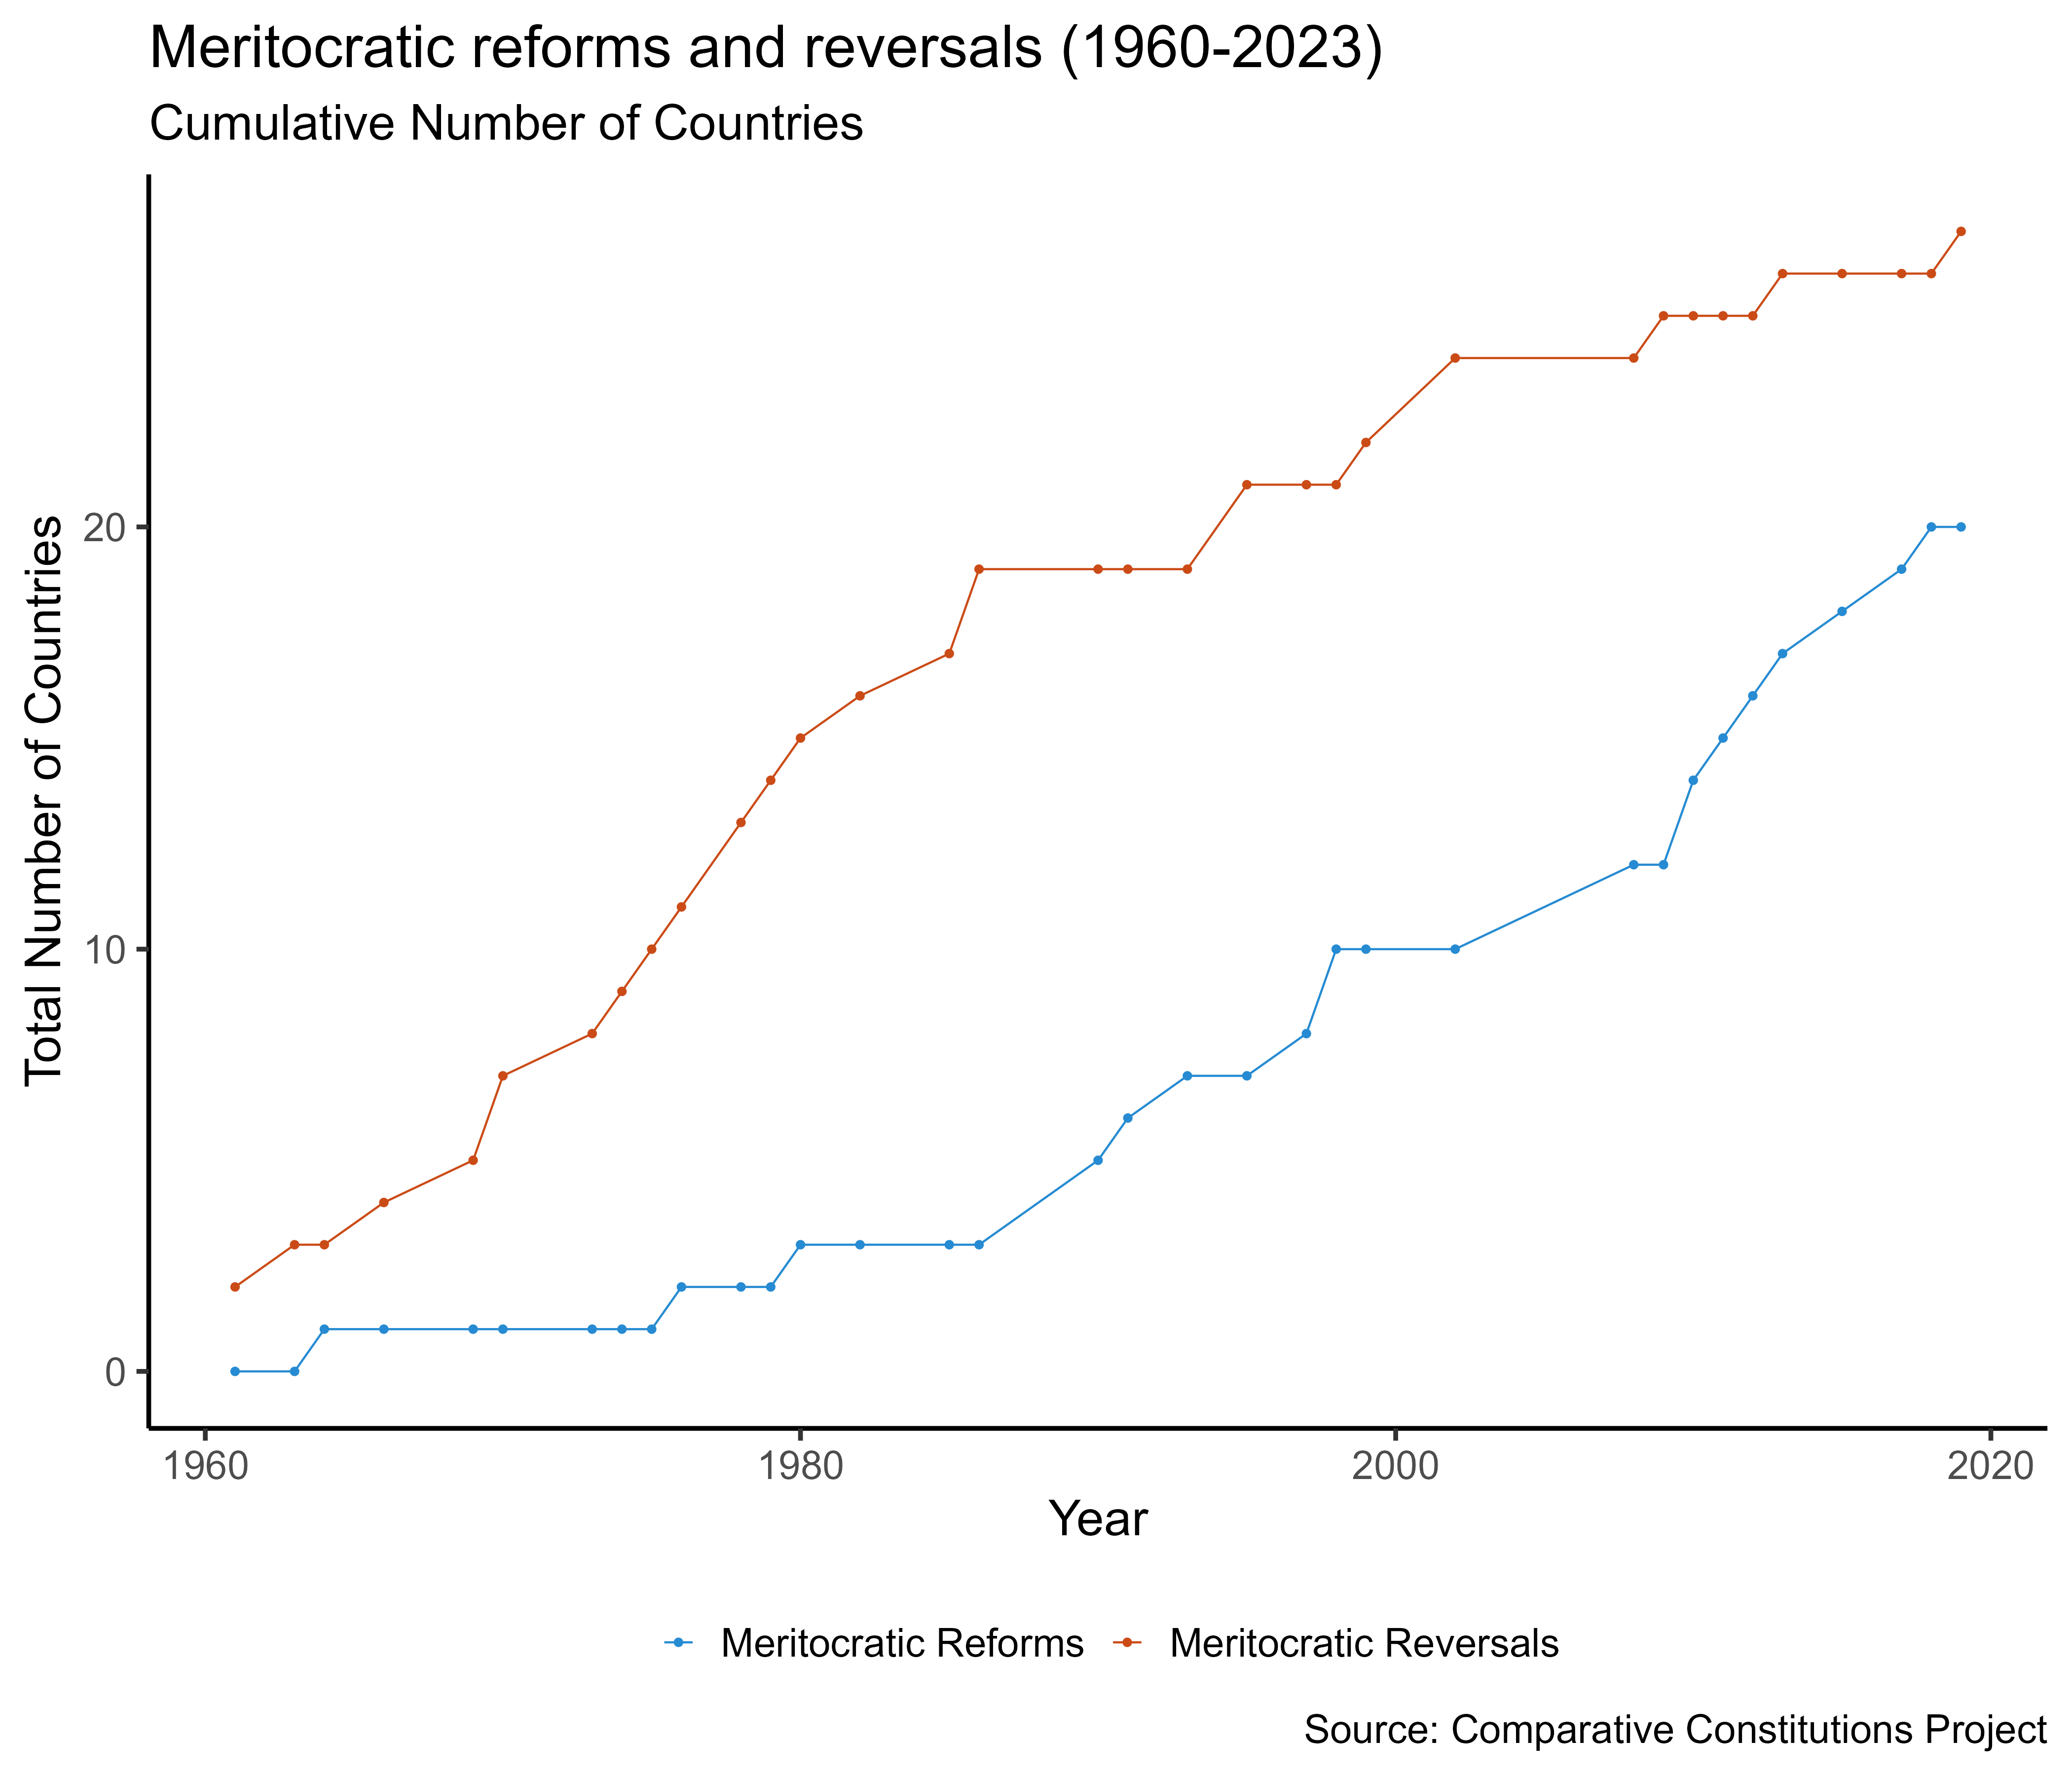 Meritocratic reforms and reversals (1960-2023)
Cumulative Number of Countries
Total Number of Countries
20
10
0
1960 1980 2000 2020
Year
Meritocratic Reforms Meritocratic Reversals
Source: Comparative Constitutions Project